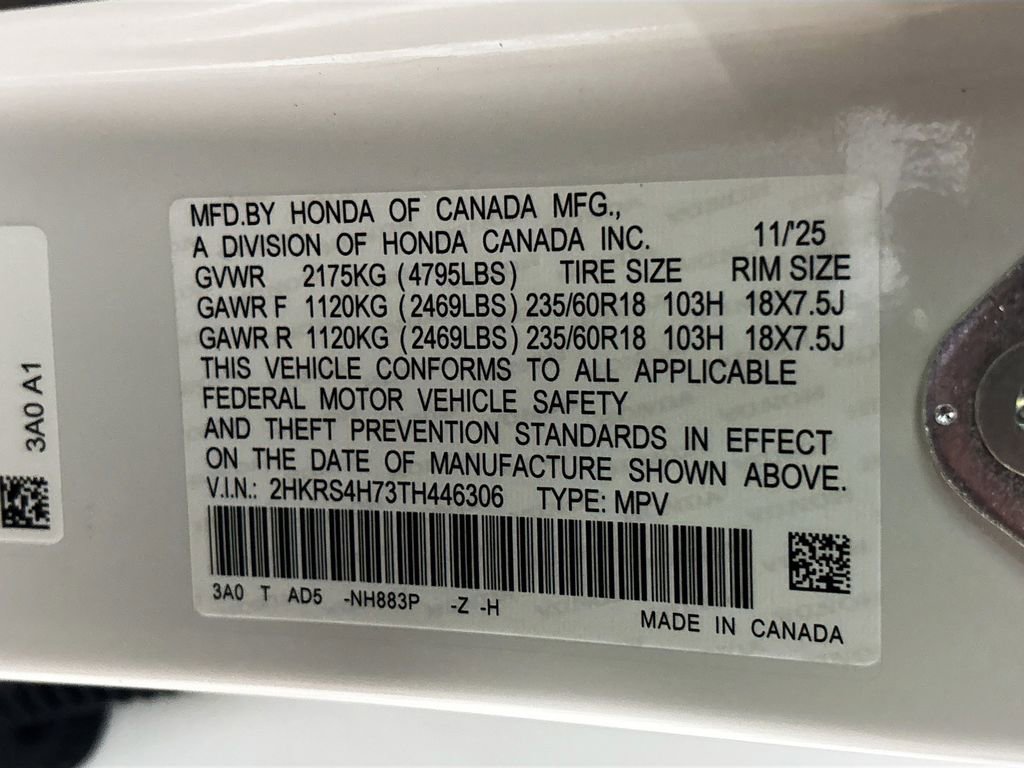 MFD.BY HONDA OF CANADA MFG.,
A DIVISION OF HONDA CANADA INC. 11/'25
GVWR 2175KG (4795LBS) TIRE SIZE RIM SIZE
GAWR F 1120KG (2469LBS) 235/60R18 103H 18X7.5J
GAWR R 1120KG (2469LBS) 235/60R18 103H 18X7.5J
THIS VEHICLE CONFORMS TO ALL APPLICABLE
FEDERAL MOTOR VEHICLE SAFETY
AND THEFT PREVENTION STANDARDS IN EFFECT
ON THE DATE OF MANUFACTURE SHOWN ABOVE.
V.I.N.: 2HKRS4H73TH446306 TYPE: MPV
3A0 T AD5 -NH883P -Z -H
MADE IN CANADA
3A0 A1